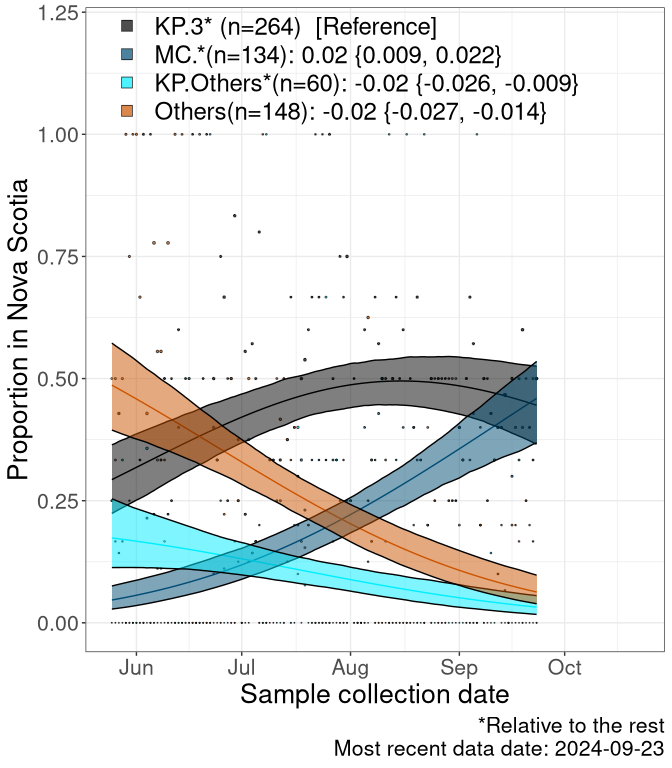 1.25
KP.3* (n=264) [Reference]
MC.*(n=134): 0.02 {0.009, 0.022}
KP.Others*(n=60): -0.02 {-0.026, -0.009}
Others(n=148): -0.02 {-0.027, -0.014}
1.00
0.75
0.50
0.25
0.00
Proportion in Nova Scotia
Jun Jul Aug Sep Oct
Sample collection date
*Relative to the rest
Most recent data date: 2024-09-23